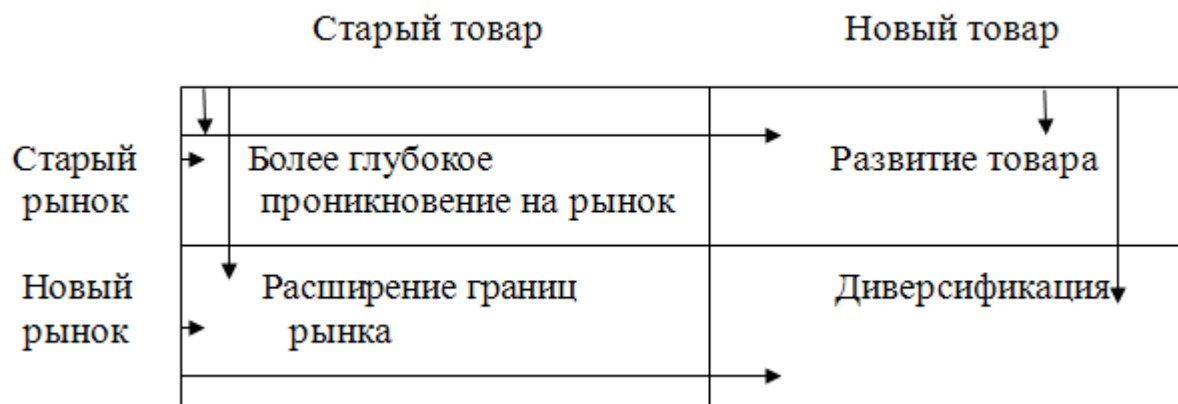 Старый товар
Новый товар
Старый
рынок
Более глубокое
проникновение на рынок
Развитие товара
Новый
рынок
Расширение границ
рынка
Диверсификация